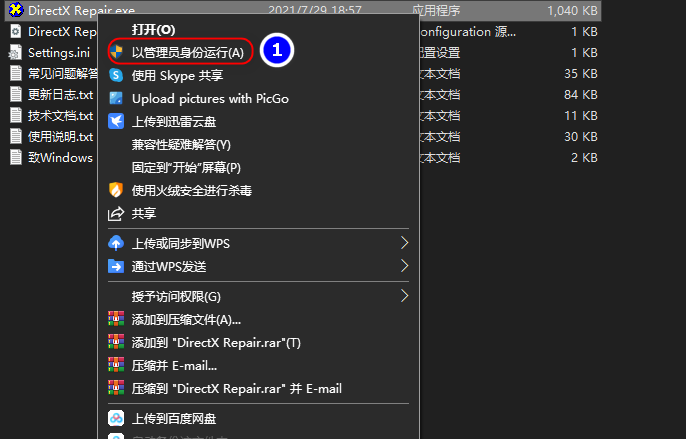 DirectX Repair.exe 2021/7/29 18:57 应用程序 1,040 KB
DirectX Re onfiguration 源... 1 KB
Settings.ini 置设置 1 KB
常见问题解答 文本文档 35 KB
更新日志.txt 文本文档 84 KB
技术文档.txt 文本文档 11 KB
使用说明.txt 文本文档 30 KB
致Windows 文本文档 2 KB
打开(O)
以管理员身份运行(A) 1
使用 Skype 共享
Upload pictures with PicGo
上传到迅雷云盘
兼容性疑难解答(Y)
固定到"开始"屏幕(P)
使用火绒安全进行杀毒
共享
上传或同步到WPS
通过WPS发送
授予访问权限(G)
添加到压缩文件(A)...
添加到 "DirectX Repair.rar"(T)
压缩并 E-mail...
压缩到 "DirectX Repair.rar" 并 E-mail
上传到百度网盘